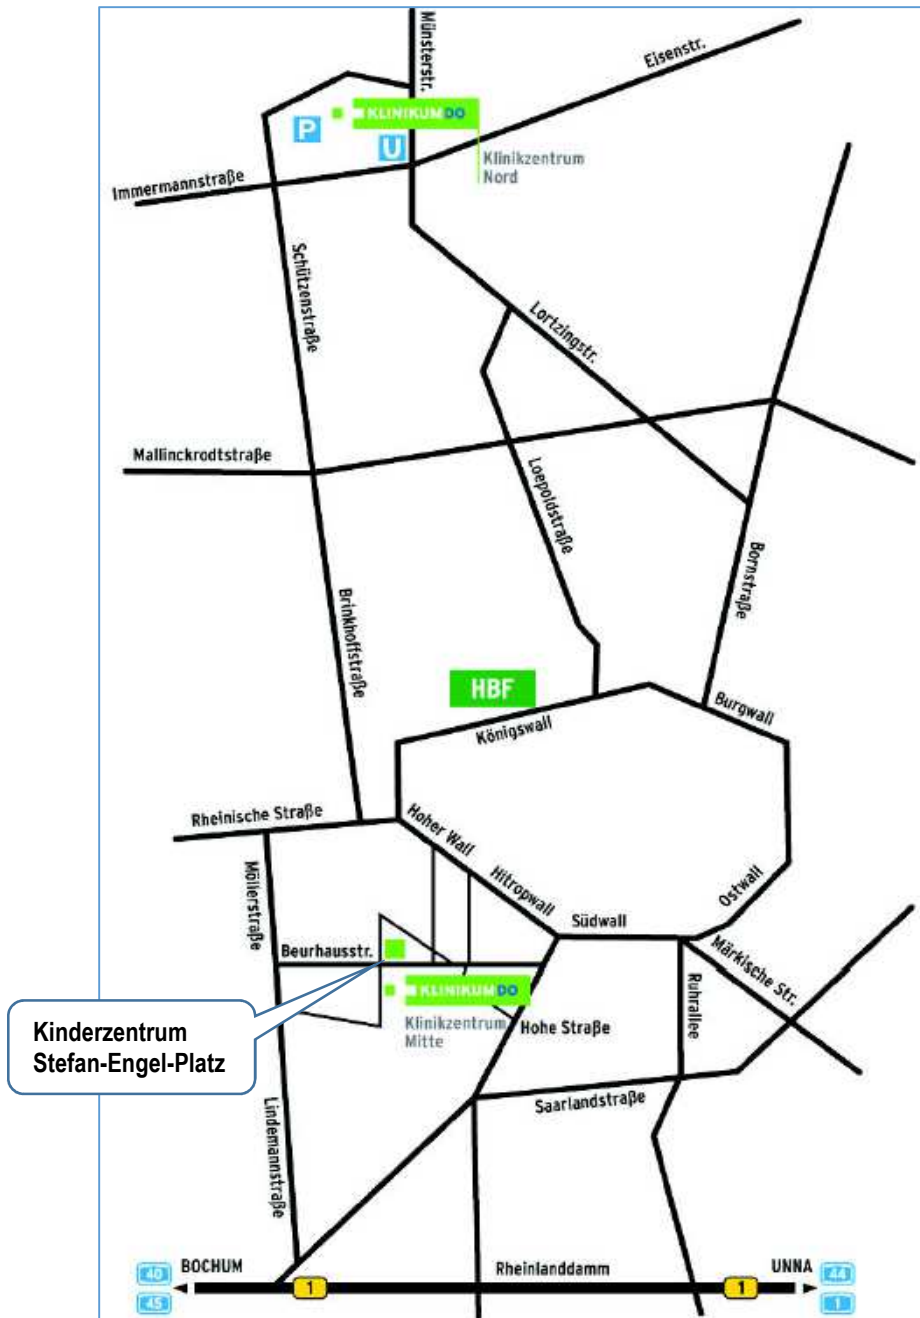 Münsterstr.
Eisenstr.
P
KLINIKUMDO
U
Klinikzentrum
Nord
Immermannstraße
Schützenstraße
Lortzingstr.
Mallinckrodtstraße
Loepoldstraße
Bornstraße
Brinkhoffstraße
HBF
Königswall
Burgwall
Rheinische Straße
Hoher Wall
Möllerstraße
Hitropwall
Ostwall
Südwall
Beurhausstr.
Märkische Str.
Ruhrallee
KLINIKUMDO
Klinikzentrum
Mitte
Hohe Straße
Kinderzentrum
Stefan-Engel-Platz
Saarlandstraße
Lindemannstraße
40 BOCHUM
45
1
Rheinlanddamm
1
UNNA 44
1